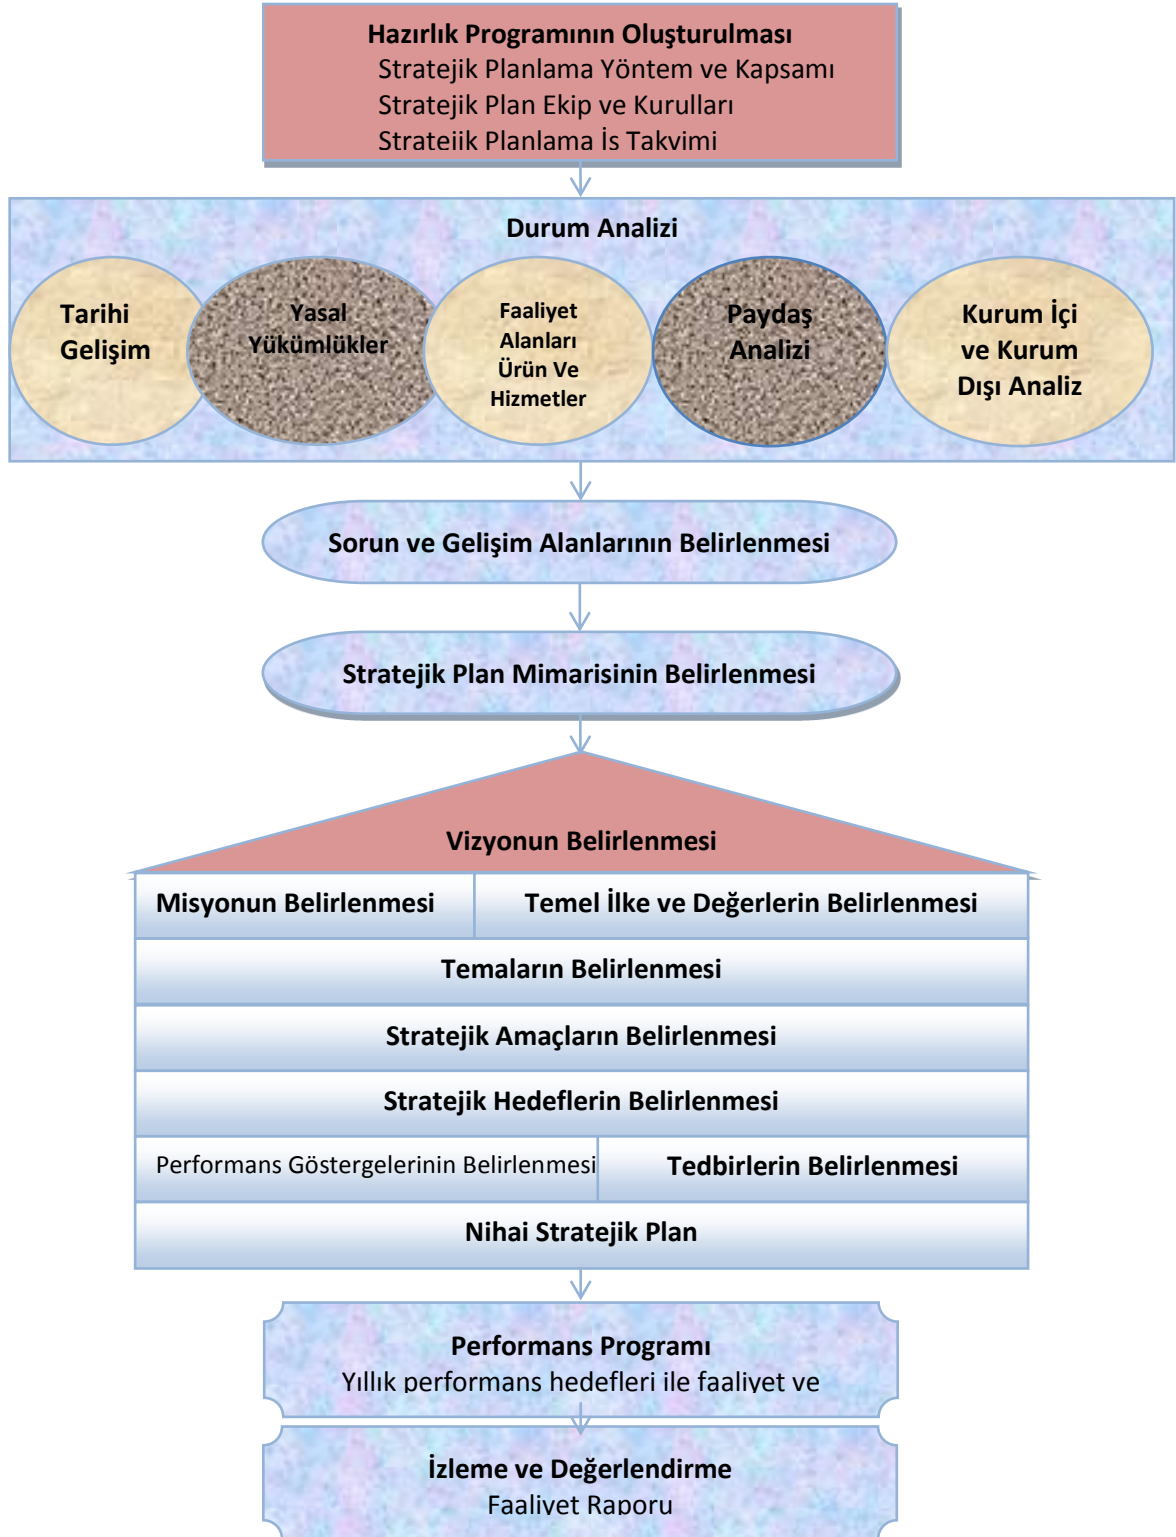 Hazırlık Programının Oluşturulması
Stratejik Planlama Yöntem ve Kapsamı
Stratejik Plan Ekip ve Kurulları
Stratejik Planlama İş Takvimi
Durum Analizi
Tarihi
Gelişim
Yasal
Yükümlükler
Faaliyet
Alanları
Ürün Ve
Hizmetler
Paydaş
Analizi
Kurum İçi
ve Kurum
Dışı Analiz
Sorun ve Gelişim Alanlarının Belirlenmesi
Stratejik Plan Mimarisinin Belirlenmesi
Vizyonun Belirlenmesi
Misyonun Belirlenmesi
Temel İlke ve Değerlerin Belirlenmesi
Temaların Belirlenmesi
Stratejik Amaçların Belirlenmesi
Stratejik Hedeflerin Belirlenmesi
Performans Göstergelerinin Belirlenmesi
Tedbirlerin Belirlenmesi
Nihai Stratejik Plan
Performans Programı
Yıllık performans hedefleri ile faaliyet ve
İzleme ve Değerlendirme
Faaliyet Raporu